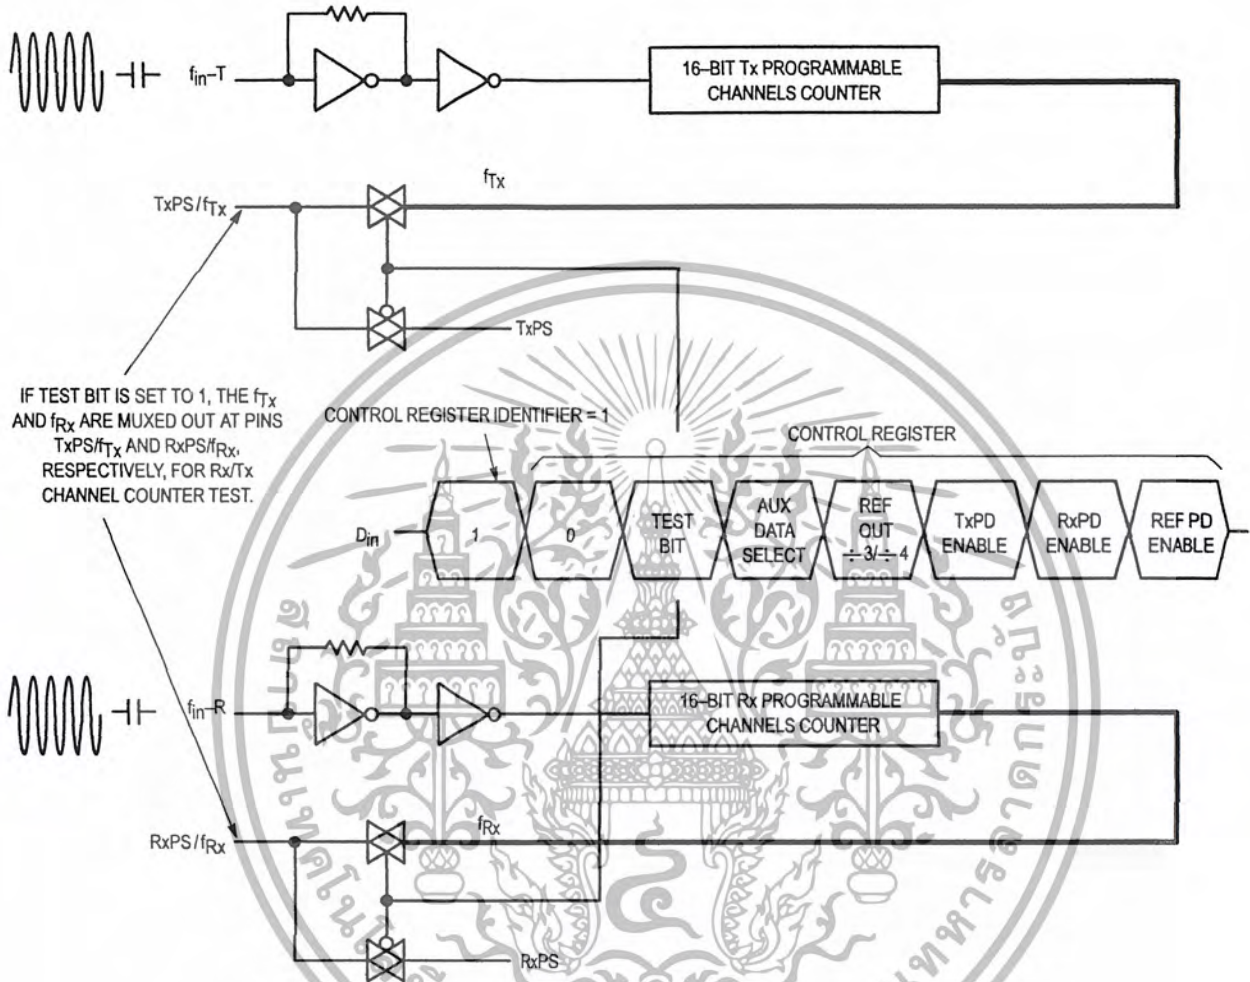 fin–T
16–BIT Tx PROGRAMMABLE
CHANNELS COUNTER
fTx
TxPS/fTx
TxPS
IF TEST BIT IS SET TO 1, THE fTx
AND fRx ARE MUXED OUT AT PINS
TxPS/fTx AND RxPS/fRx,
RESPECTIVELY, FOR Rx/Tx
CHANNEL COUNTER TEST.
CONTROL REGISTER IDENTIFIER = 1
CONTROL REGISTER
Din
1
0
TEST
BIT
AUX
DATA
SELECT
REF
OUT
÷3/÷4
TxPD
ENABLE
RxPD
ENABLE
REF PD
ENABLE
fin–R
16–BIT Rx PROGRAMMABLE
CHANNELS COUNTER
fRx
RxPS/fRx
RxPS